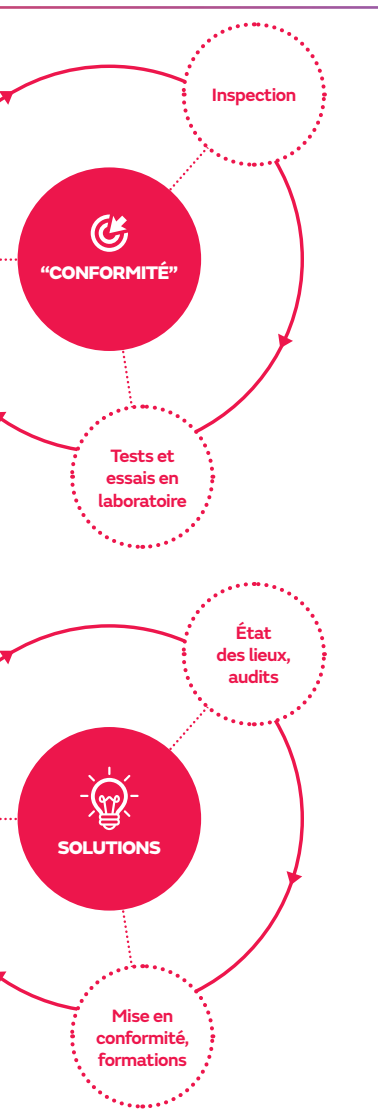 Inspection
“CONFORMITÉ”
Tests et
essais en
laboratoire
État
des lieux,
audits
SOLUTIONS
Mise en
conformité,
formations